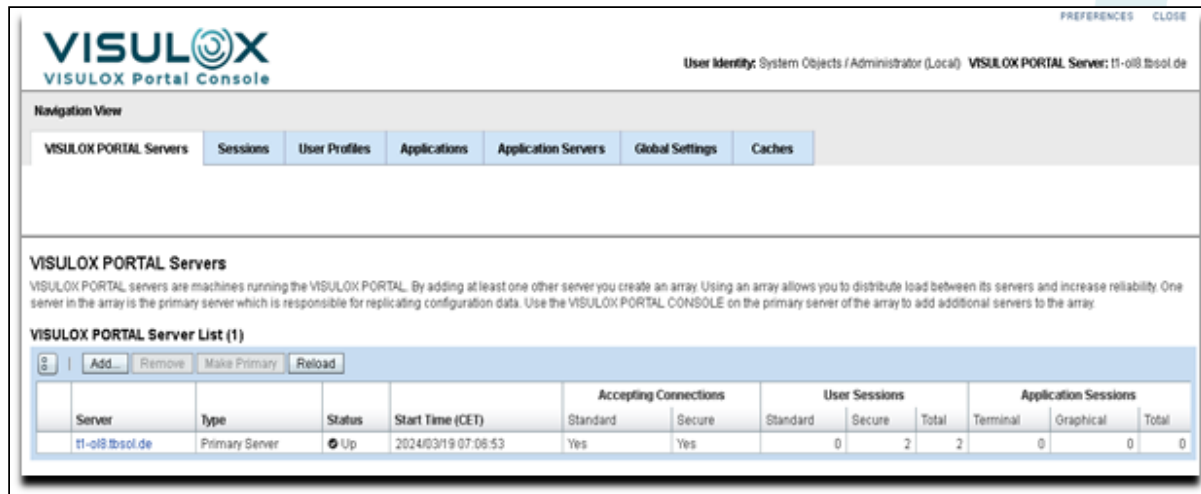 PREFERENCES CLOSE
VISULOX
VISULOX Portal Console
User Identity: System Objects / Administrator (Local) VISULOX PORTAL Server: t1-ol8.tbsol.de
Navigation View
VISULOX PORTAL Servers Sessions User Profiles Applications Application Servers Global Settings Caches
VISULOX PORTAL Servers
VISULOX PORTAL servers are machines running the VISULOX PORTAL. By adding at least one other server you create an array. Using an array allows you to distribute load between its servers and increase reliability. One
server in the array is the primary server which is responsible for replicating configuration data. Use the VISULOX PORTAL CONSOLE on the primary server of the array to add additional servers to the array.
VISULOX PORTAL Server List (1)
Add... Remove Make Primary Reload
Accepting Connections User Sessions Application Sessions
Server Type Status Start Time (CET) Standard Secure Standard Secure Total Terminal Graphical Total
t1-ol8.tbsol.de Primary Server Up 2024/03/19 07:06:53 Yes Yes 0 2 2 0 0 0